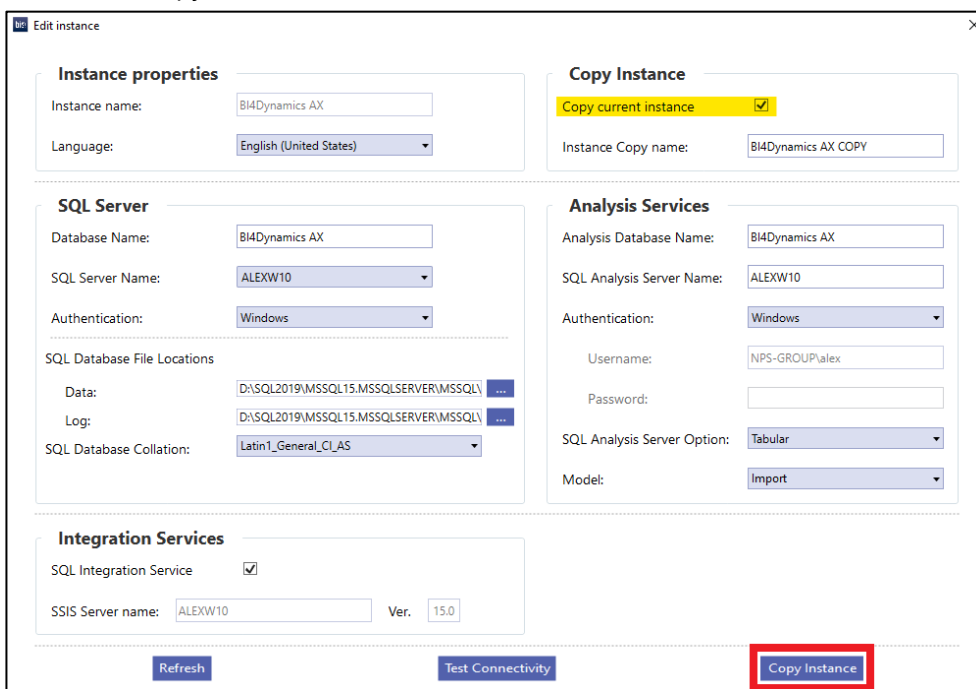 bi4 Edit instance
Instance properties
Instance name: BI4Dynamics AX
Language: English (United States)
Copy Instance
Copy current instance
Instance Copy name: BI4Dynamics AX COPY
SQL Server
Database Name: BI4Dynamics AX
SQL Server Name: ALEXW10
Authentication: Windows
SQL Database File Locations
Data: D:\SQL2019\MSSQL15.MSSQLSERVER\MSSQL\ ...
Log: D:\SQL2019\MSSQL15.MSSQLSERVER\MSSQL\ ...
SQL Database Collation: Latin1_General_CI_AS
Analysis Services
Analysis Database Name: BI4Dynamics AX
SQL Analysis Server Name: ALEXW10
Authentication: Windows
Username: NPS-GROUP\alex
Password:
SQL Analysis Server Option: Tabular
Model: Import
Integration Services
SQL Integration Service
SSIS Server name: ALEXW10 Ver. 15.0
Refresh Test Connectivity Copy Instance